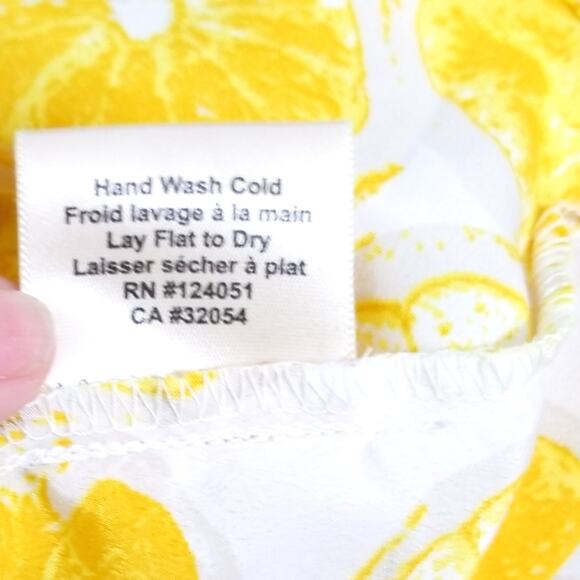 Hand Wash Cold
Froid lavage à la main
Lay Flat to Dry
Laisser sécher à plat
RN #124051
CA #32054